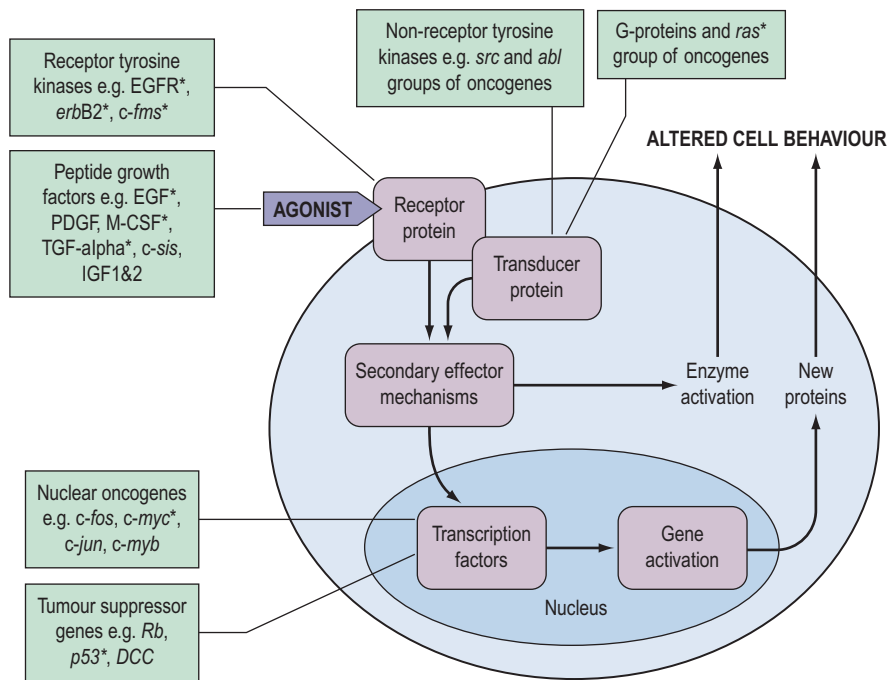 Receptor tyrosine
kinases e.g. EGFR*,
erbB2*, c-fms*
Non-receptor tyrosine
kinases e.g. src and abl
groups of oncogenes
G-proteins and ras*
group of oncogenes
ALTERED CELL BEHAVIOUR
Peptide growth
factors e.g. EGF*,
PDGF, M-CSF*,
TGF-alpha*, c-sis,
IGF1&2
AGONIST
Receptor
protein
Transducer
protein
Secondary effector
mechanisms
Enzyme
activation
New
proteins
Nuclear oncogenes
e.g. c-fos, c-myc*,
c-jun, c-myb
Transcription
factors
Gene
activation
Nucleus
Tumour suppressor
genes e.g. Rb,
p53*, DCC